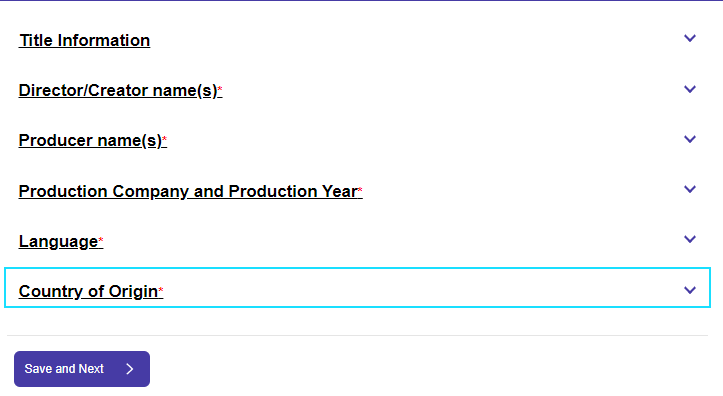 Title Information
Director/Creator name(s)*
Producer name(s)*
Production Company and Production Year*
Language*
Country of Origin*
Save and Next